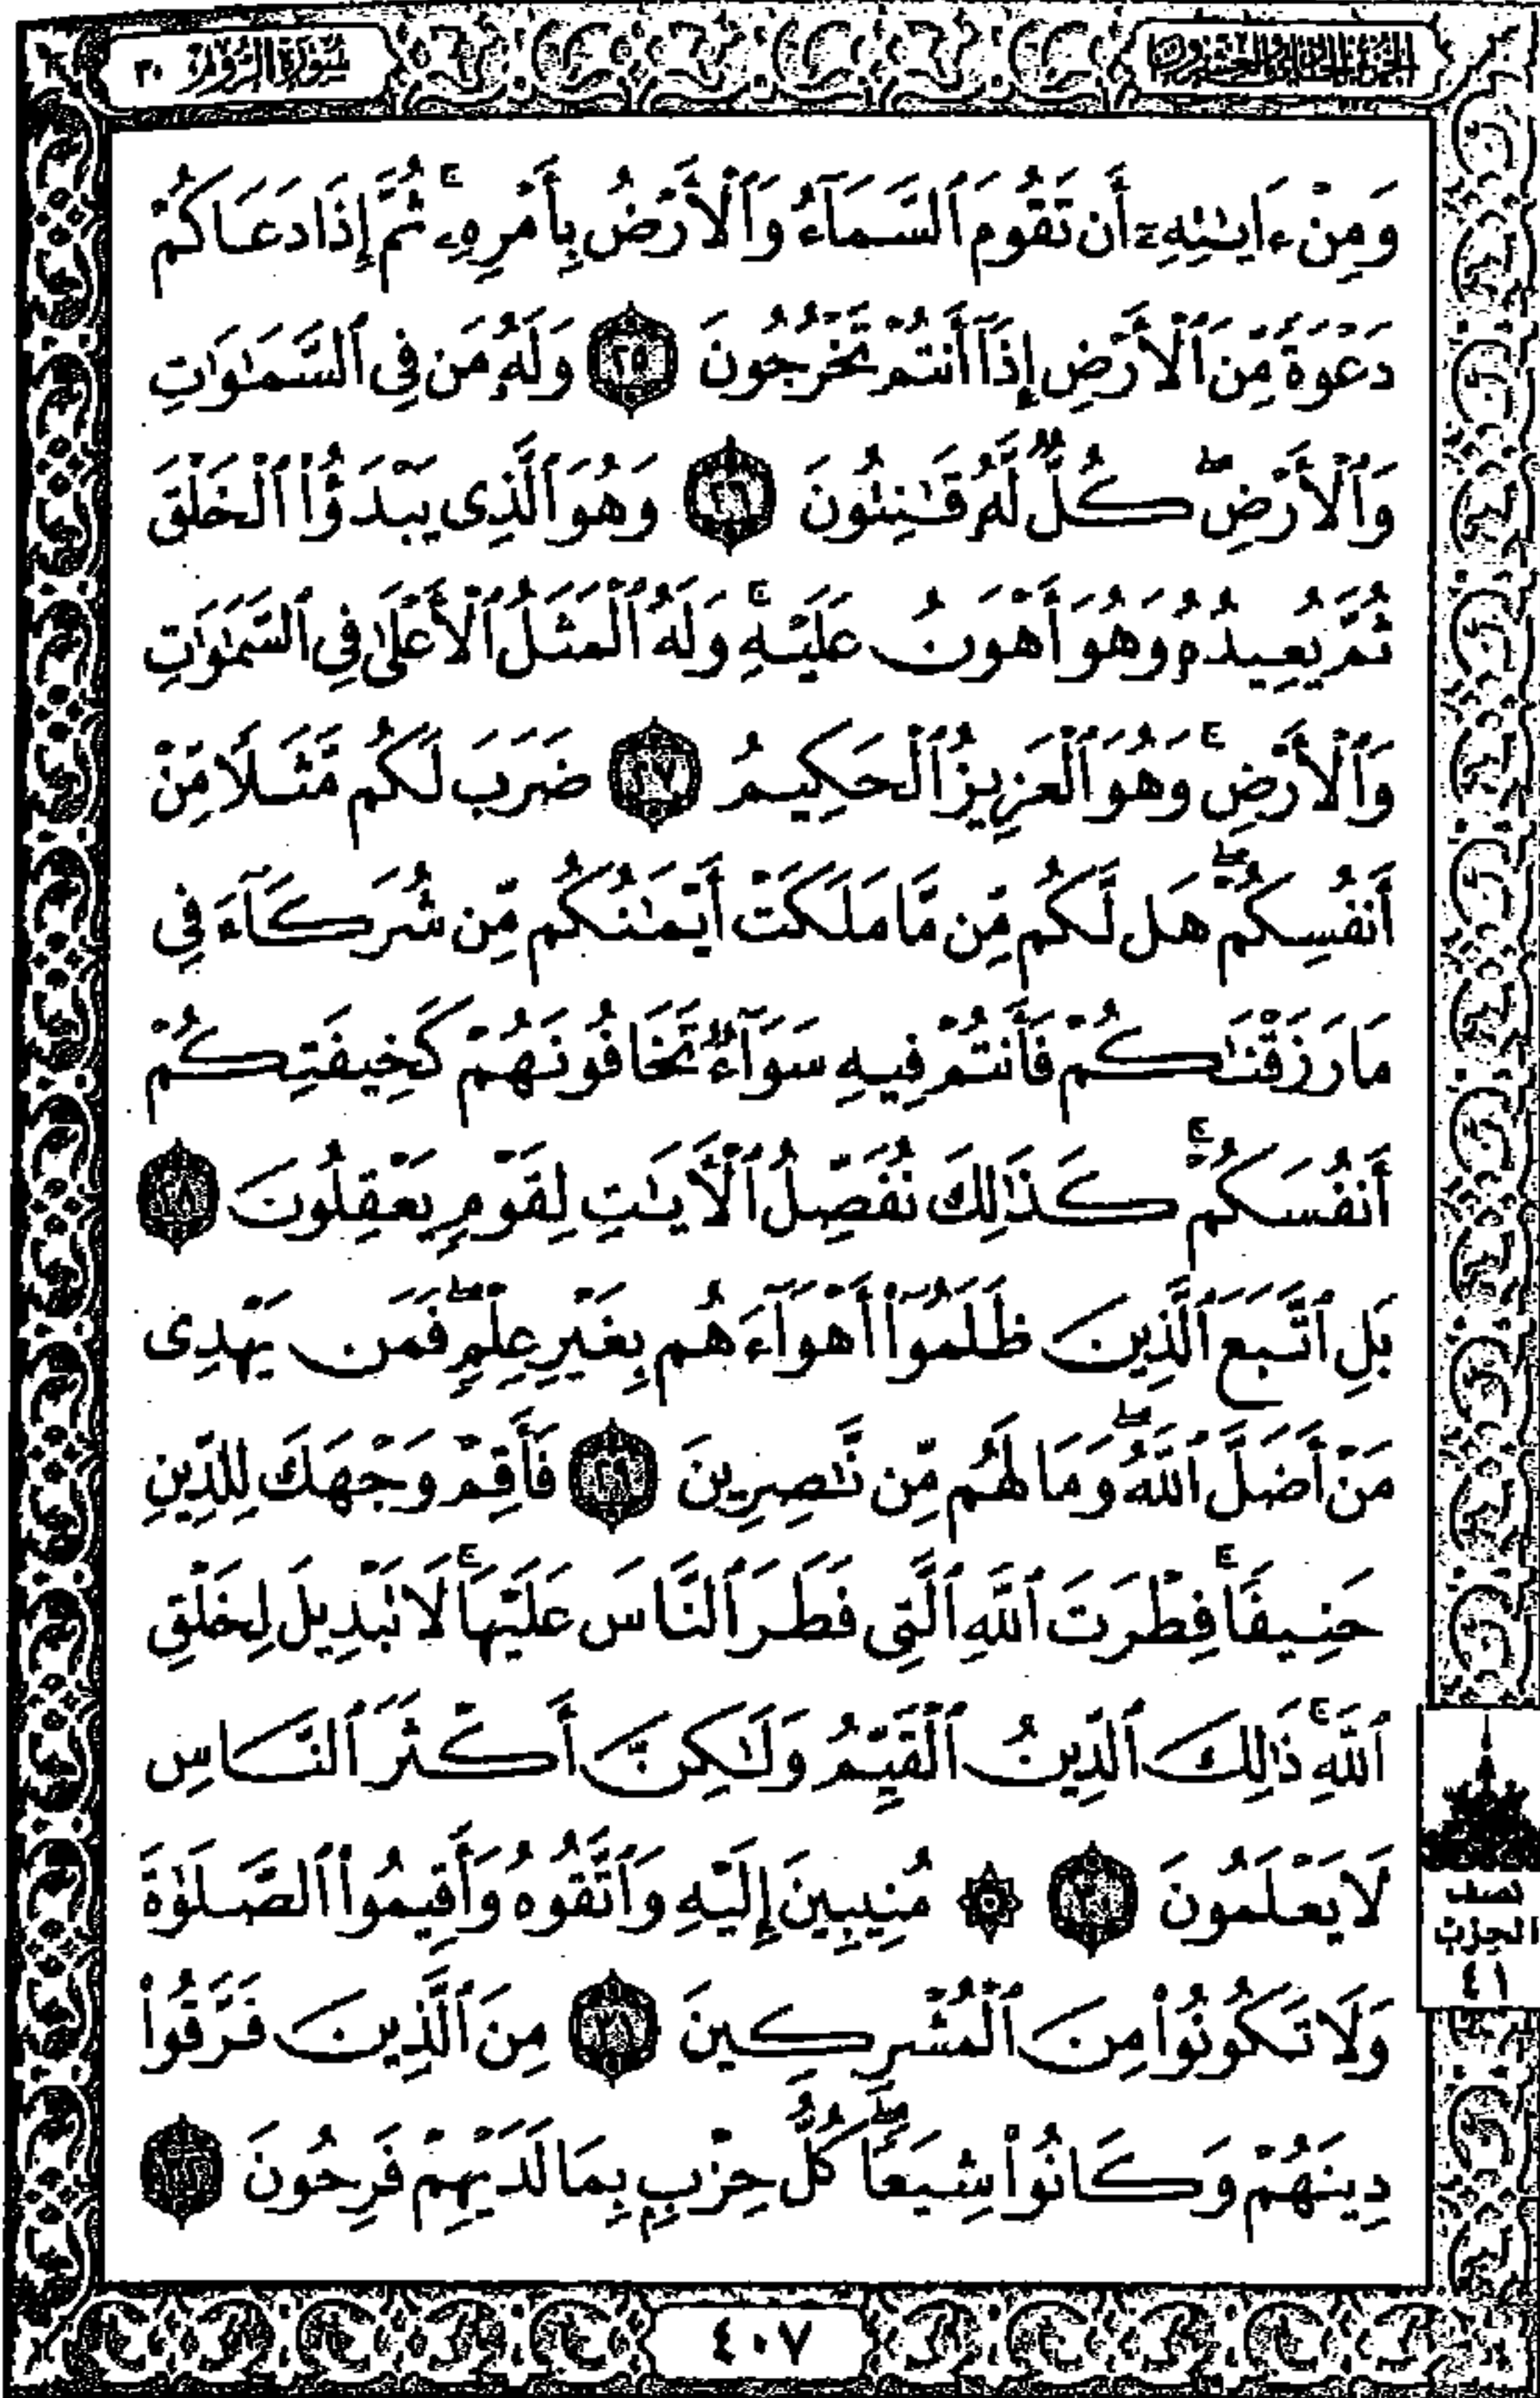 الجزء الحادي والعشرون
سورة الروم ٣٠
وَمِنْ ءَايَٰتِهِۦٓ أَن تَقُومَ ٱلسَّمَآءُ وَٱلْأَرْضُ بِأَمْرِهِۦ ۚ ثُمَّ إِذَا دَعَاكُمْ
دَعْوَةً مِّنَ ٱلْأَرْضِ إِذَآ أَنتُمْ تَخْرُجُونَ ٢٥ وَلَهُۥ مَن فِى ٱلسَّمَٰوَٰتِ
وَٱلْأَرْضِ ۖ كُلٌّ لَّهُۥ قَٰنِتُونَ ٢٦ وَهُوَ ٱلَّذِى يَبْدَؤُا۟ ٱلْخَلْقَ
ثُمَّ يُعِيدُهُۥ وَهُوَ أَهْوَنُ عَلَيْهِ ۚ وَلَهُ ٱلْمَثَلُ ٱلْأَعْلَىٰ فِى ٱلسَّمَٰوَٰتِ
وَٱلْأَرْضِ ۚ وَهُوَ ٱلْعَزِيزُ ٱلْحَكِيمُ ٢٧ ضَرَبَ لَكُم مَّثَلًا مِّنْ
أَنفُسِكُمْ ۖ هَل لَّكُم مِّن مَّا مَلَكَتْ أَيْمَٰنُكُم مِّن شُرَكَآءَ فِى
مَا رَزَقْنَٰكُمْ فَأَنتُمْ فِيهِ سَوَآءٌ تَخَافُونَهُمْ كَخِيفَتِكُمْ
أَنفُسَكُمْ ۚ كَذَٰلِكَ نُفَصِّلُ ٱلْءَايَٰتِ لِقَوْمٍ يَعْقِلُونَ ٢٨
بَلِ ٱتَّبَعَ ٱلَّذِينَ ظَلَمُوٓا۟ أَهْوَآءَهُم بِغَيْرِ عِلْمٍ ۖ فَمَن يَهْدِى
مَنْ أَضَلَّ ٱللَّهُ ۖ وَمَا لَهُم مِّن نَّٰصِرِينَ ٢٩ فَأَقِمْ وَجْهَكَ لِلدِّينِ
حَنِيفًا ۚ فِطْرَتَ ٱللَّهِ ٱلَّتِى فَطَرَ ٱلنَّاسَ عَلَيْهَا ۚ لَا تَبْدِيلَ لِخَلْقِ
ٱللَّهِ ۚ ذَٰلِكَ ٱلدِّينُ ٱلْقَيِّمُ وَلَٰكِنَّ أَكْثَرَ ٱلنَّاسِ
لَا يَعْلَمُونَ ٣٠ ۞ مُنِيبِينَ إِلَيْهِ وَٱتَّقُوهُ وَأَقِيمُوا۟ ٱلصَّلَوٰةَ
وَلَا تَكُونُوا۟ مِنَ ٱلْمُشْرِكِينَ ٣١ مِنَ ٱلَّذِينَ فَرَّقُوا۟
دِينَهُمْ وَكَانُوا۟ شِيَعًا ۖ كُلُّ حِزْبٍۭ بِمَا لَدَيْهِمْ فَرِحُونَ ٣٢
نصف
الحزب
٤١
٤٠٧